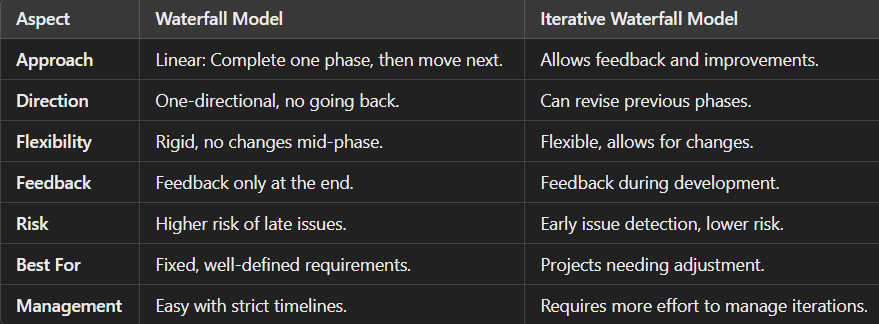 Aspect Waterfall Model Iterative Waterfall Model
Approach Linear: Complete one phase, then move next. Allows feedback and improvements.
Direction One-directional, no going back. Can revise previous phases.
Flexibility Rigid, no changes mid-phase. Flexible, allows for changes.
Feedback Feedback only at the end. Feedback during development.
Risk Higher risk of late issues. Early issue detection, lower risk.
Best For Fixed, well-defined requirements. Projects needing adjustment.
Management Easy with strict timelines. Requires more effort to manage iterations.